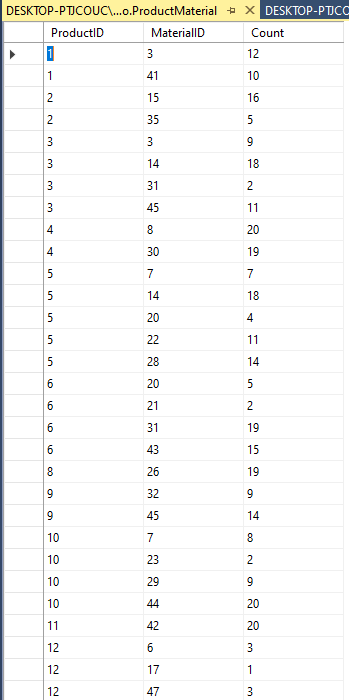 DESKTOP-PTJCOUC\...o.ProductMaterial DESKTOP-PTJCO
ProductID MaterialID Count
1 3 12
1 41 10
2 15 16
2 35 5
3 3 9
3 14 18
3 31 2
3 45 11
4 8 20
4 30 19
5 7 7
5 14 18
5 20 4
5 22 11
5 28 14
6 20 5
6 21 2
6 31 19
6 43 15
8 26 19
9 32 9
9 45 14
10 7 8
10 23 2
10 29 9
10 44 20
11 42 20
12 6 3
12 17 1
12 47 3